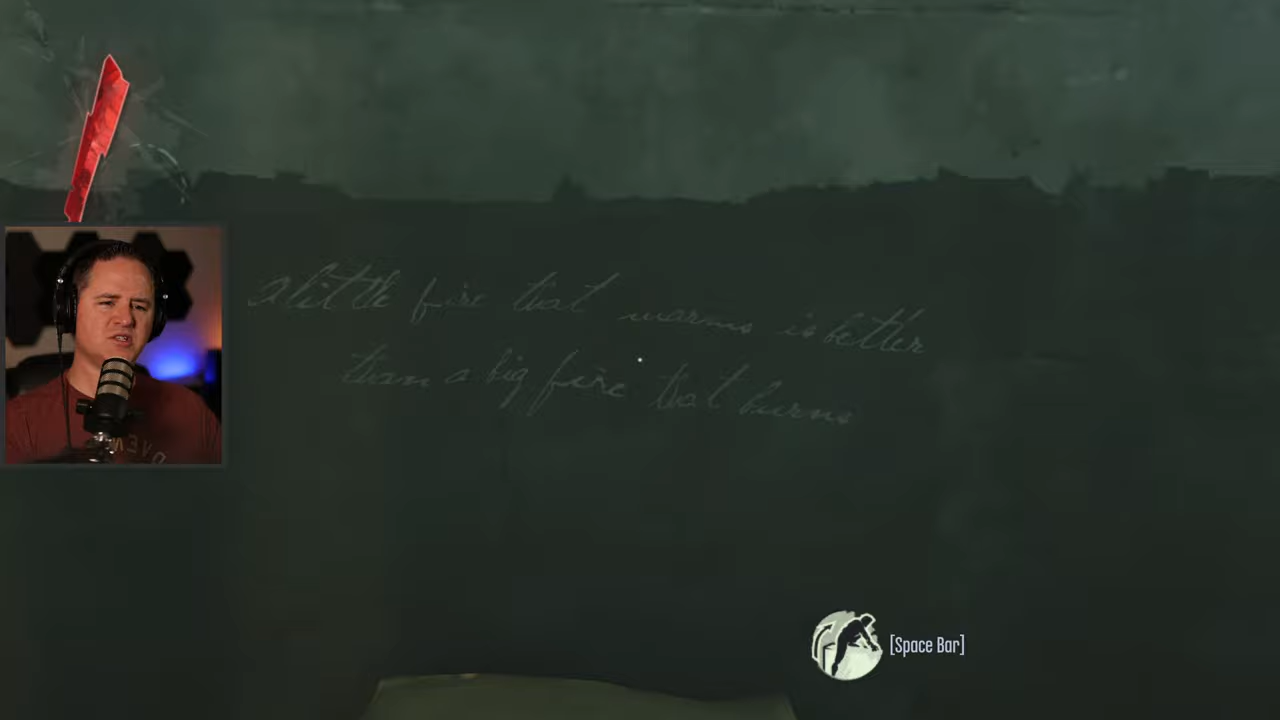 A little fire that warms is better
than a big fire that burns
[Space Bar]